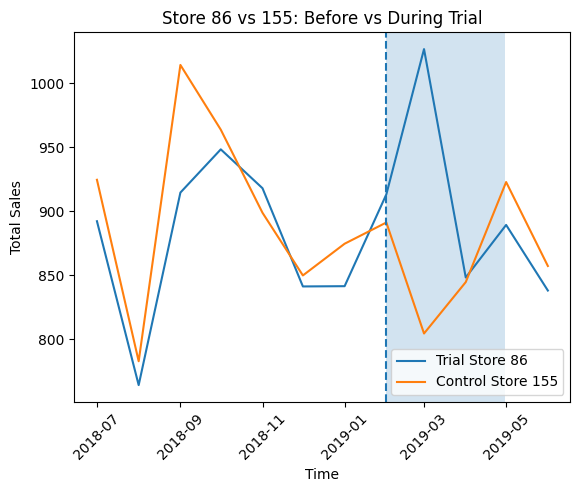 Store 86 vs 155: Before vs During Trial
Total Sales
1000
950
900
850
800
Trial Store 86
Control Store 155
2018-07
2018-09
2018-11
2019-01
2019-03
2019-05
Time